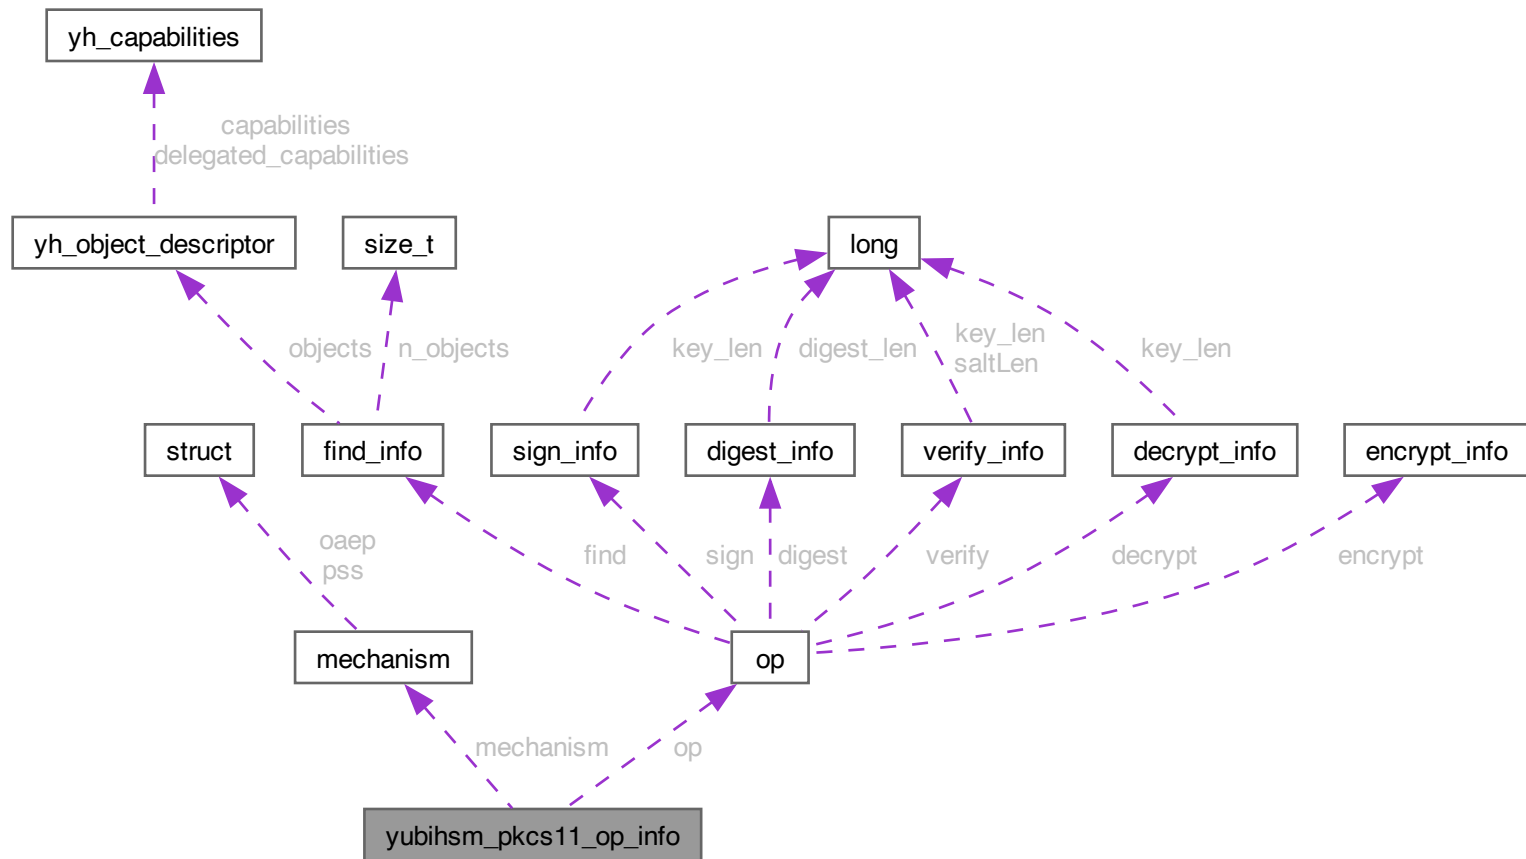 yh_capabilities
capabilities
delegated_capabilities
yh_object_descriptor
size_t
long
objects
n_objects
key_len
digest_len
key_len
saltLen
key_len
struct
find_info
sign_info
digest_info
verify_info
decrypt_info
encrypt_info
oaep
pss
find
sign
digest
verify
decrypt
encrypt
mechanism
op
mechanism
op
yubihsm_pkcs11_op_info